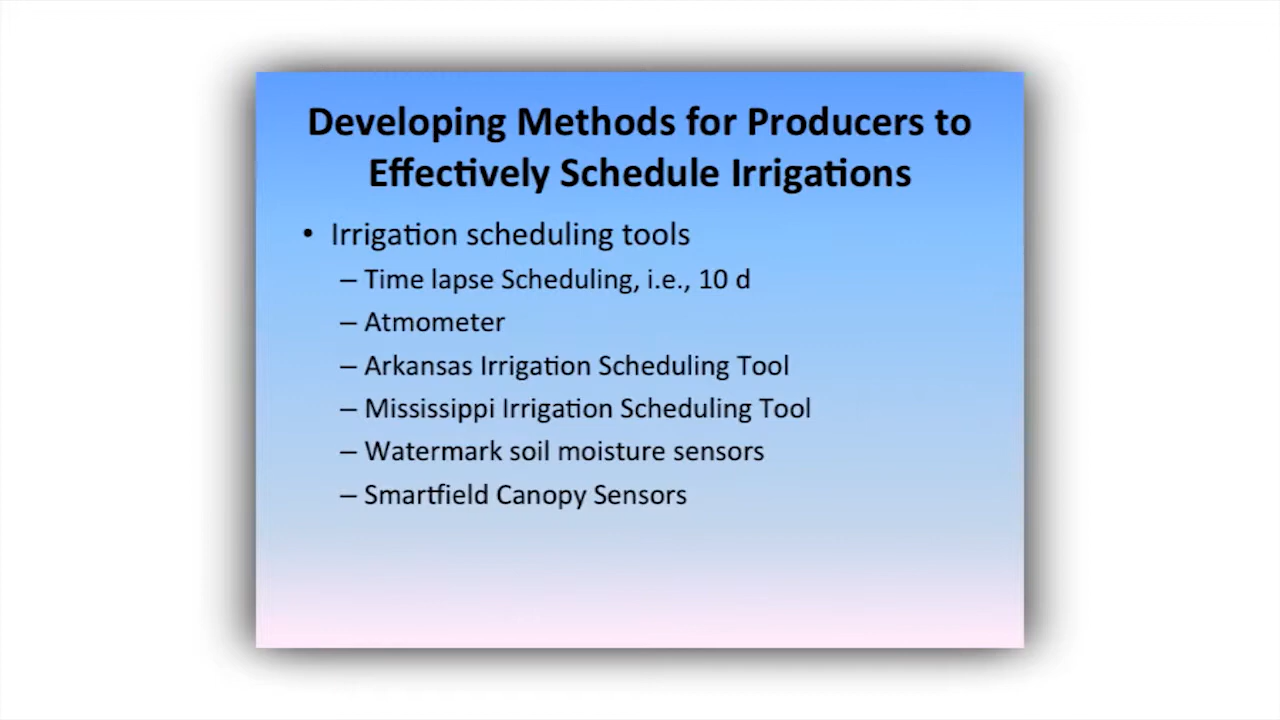 Developing Methods for Producers to
Effectively Schedule Irrigations
• Irrigation scheduling tools
– Time lapse Scheduling, i.e., 10 d
– Atmometer
– Arkansas Irrigation Scheduling Tool
– Mississippi Irrigation Scheduling Tool
– Watermark soil moisture sensors
– Smartfield Canopy Sensors